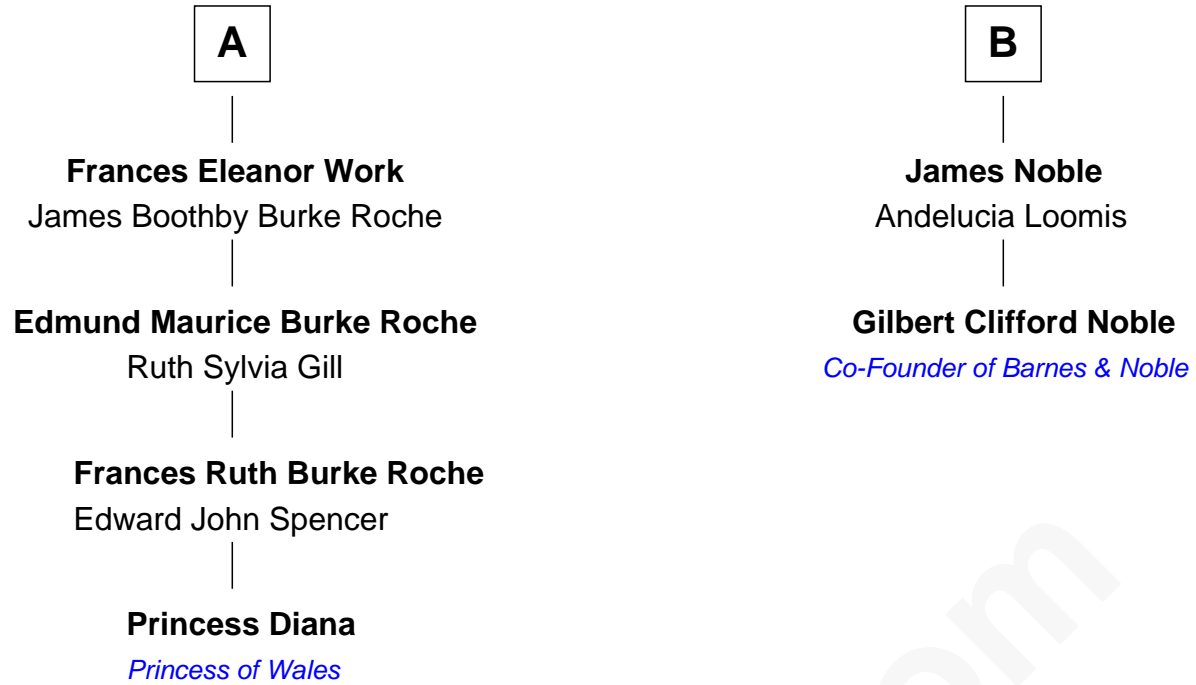 A
Frances Eleanor Work
James Boothby Burke Roche
Edmund Maurice Burke Roche
Ruth Sylvia Gill
Frances Ruth Burke Roche
Edward John Spencer
Princess Diana
Princess of Wales
B
James Noble
Andelucia Loomis
Gilbert Clifford Noble
Co-Founder of Barnes & Noble
om